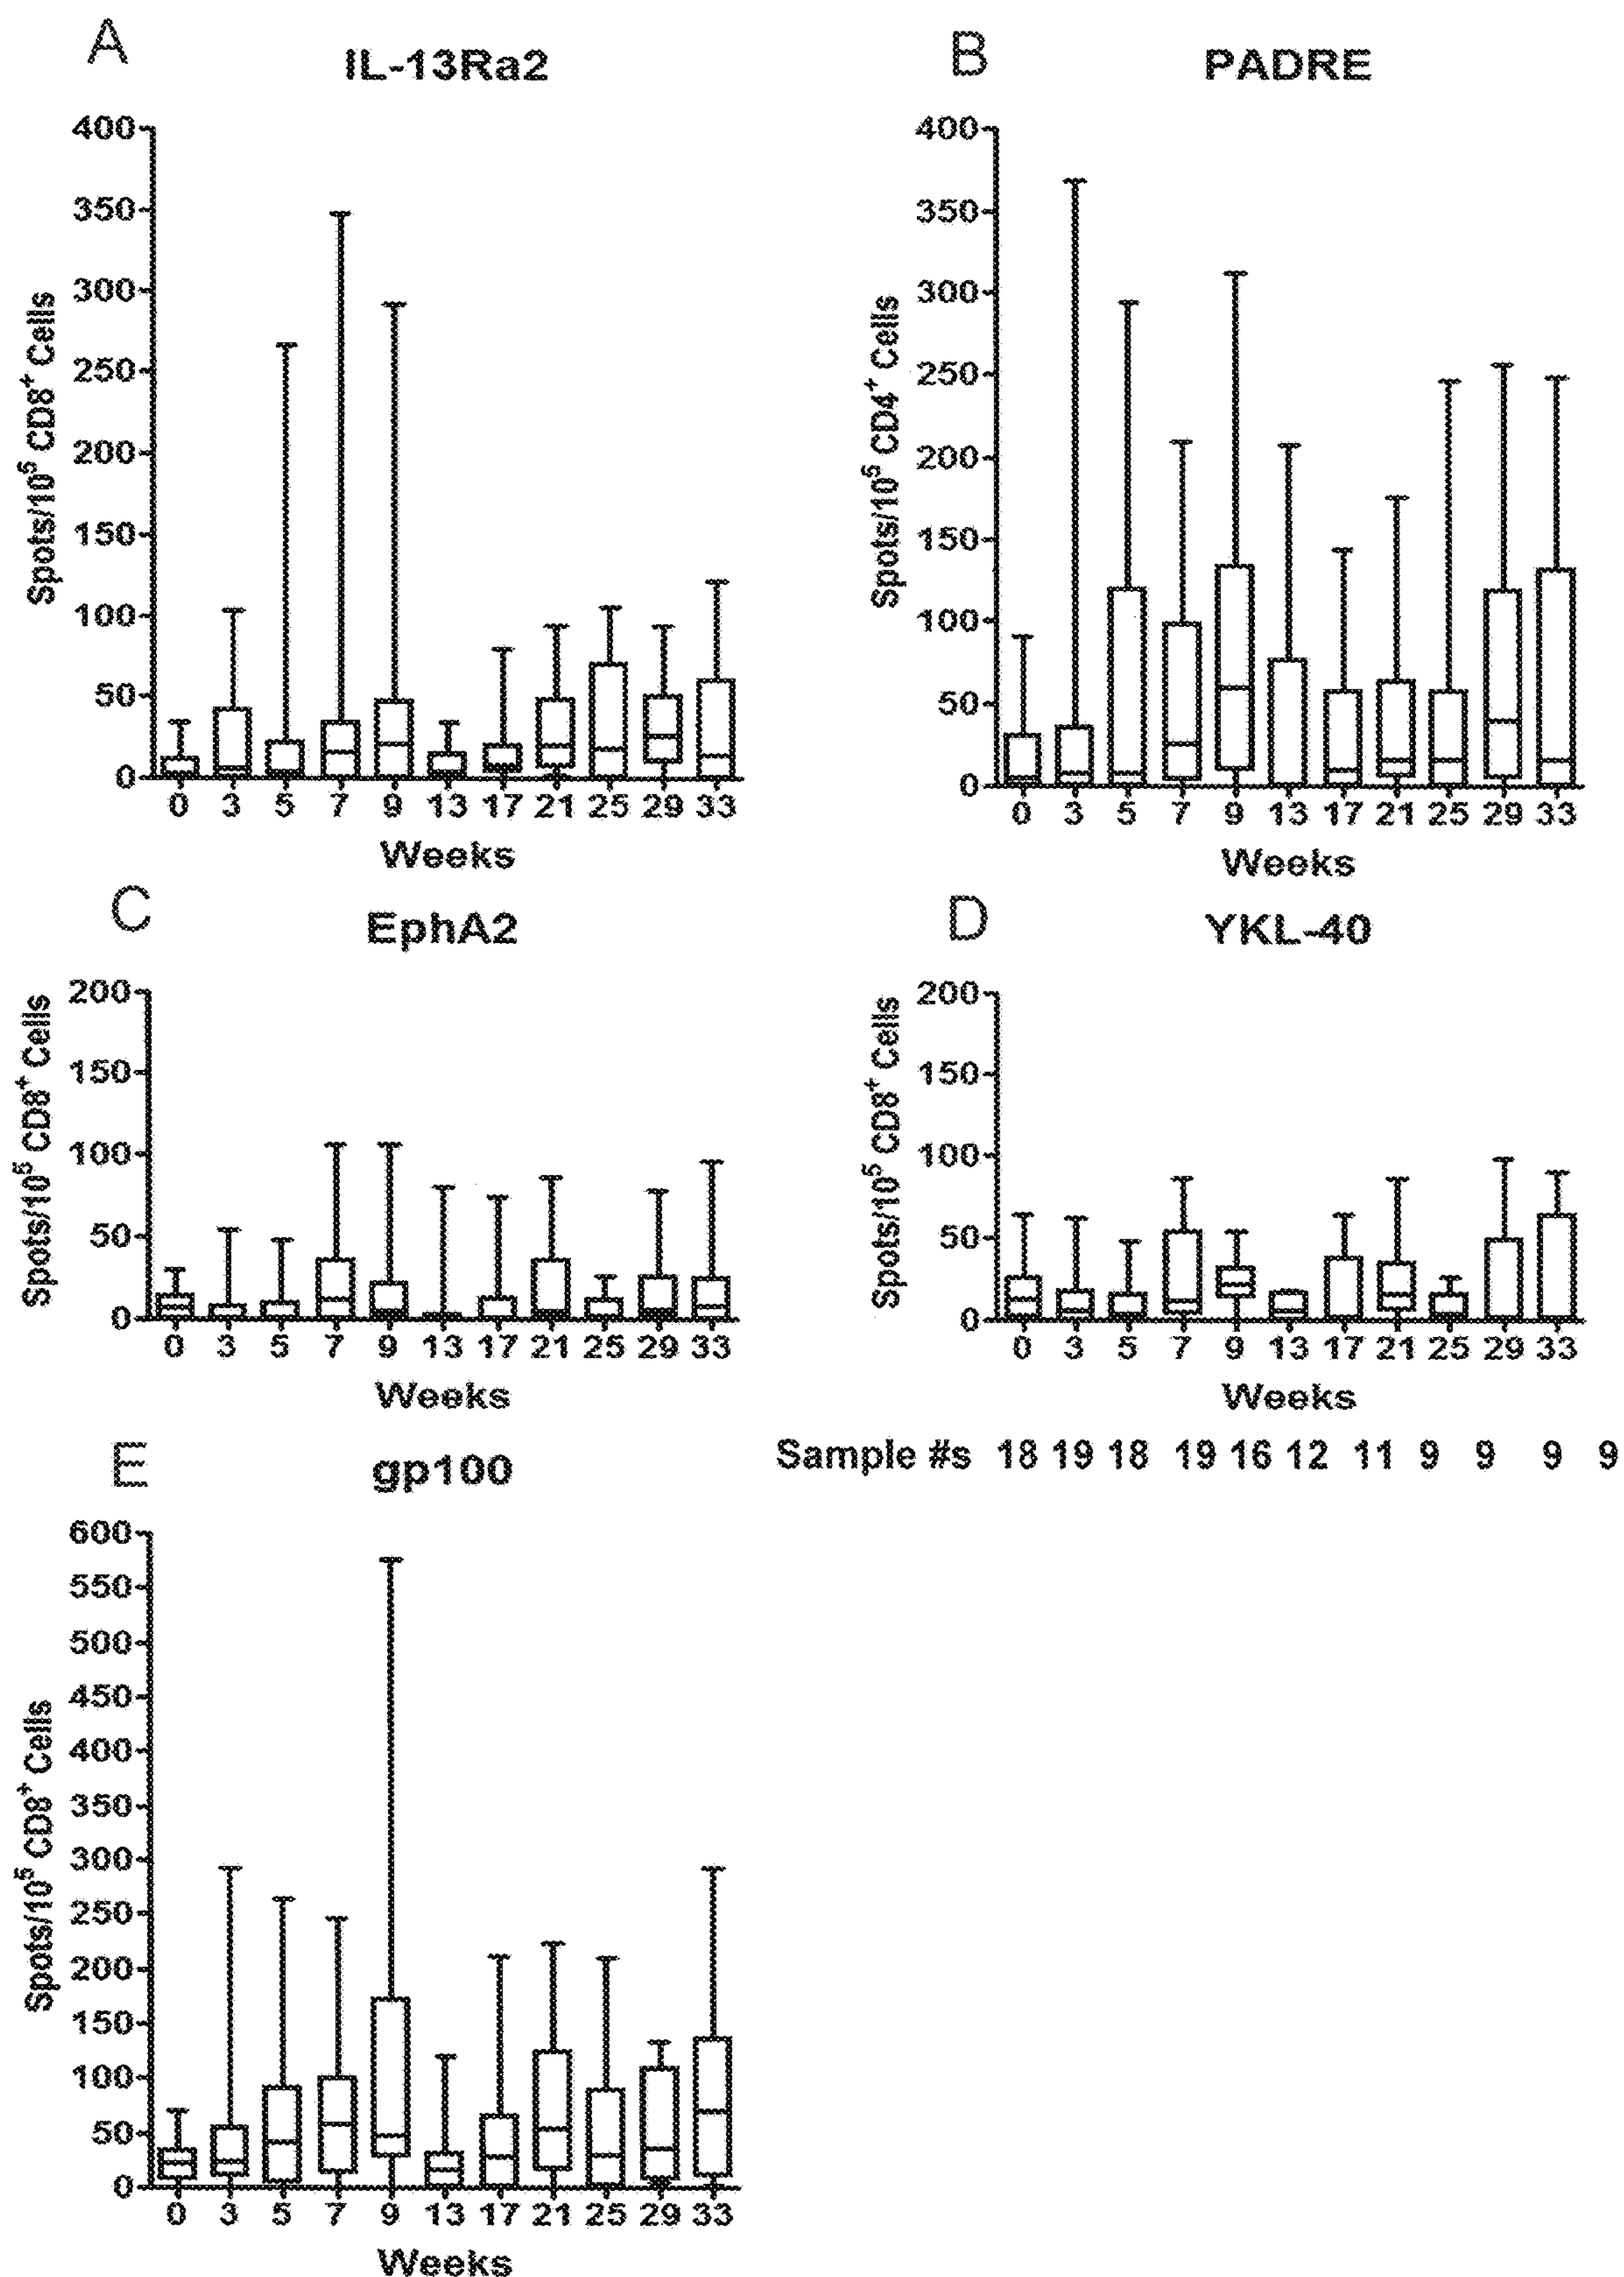 A
IL-13Ra2
400
350
300
250
200
150
100
50
0
Spots/10⁵ CD8⁺ Cells
0 3 5 7 9 13 17 21 25 29 33
Weeks
B
PADRE
400
350
300
250
200
150
100
50
0
Spots/10⁵ CD4⁺ Cells
0 3 5 7 9 13 17 21 25 29 33
Weeks
C
EphA2
200
150
100
50
0
Spots/10⁵ CD8⁺ Cells
0 3 5 7 9 13 17 21 25 29 33
Weeks
D
YKL-40
200
150
100
50
0
Spots/10⁵ CD8⁺ Cells
0 3 5 7 9 13 17 21 25 29 33
Weeks
Sample #s 18 19 18 19 16 12 11 9 9 9 9
E
gp100
600
550
500
450
400
350
300
250
200
150
100
50
0
Spots/10⁵ CD8⁺ Cells
0 3 5 7 9 13 17 21 25 29 33
Weeks